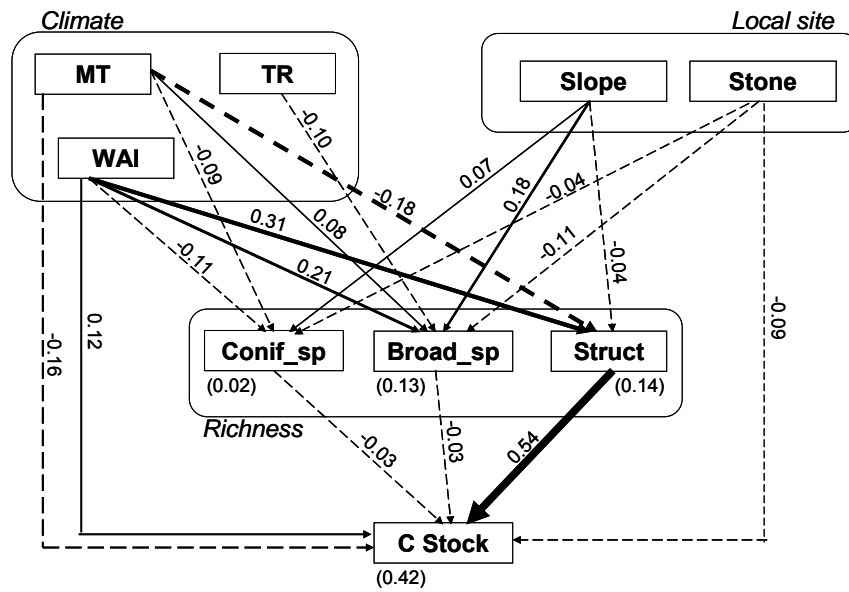 Climate
Local site
MT
TR
Slope
Stone
WAI
-0.10
-0.09
0.07
-0.04
-0.18
0.18
0.31
0.08
-0.11
-0.11
0.21
-0.04
-0.16
0.12
-0.09
Conif_sp
Broad_sp
Struct
(0.02)
(0.13)
(0.14)
Richness
-0.03
-0.03
0.54
C Stock
(0.42)